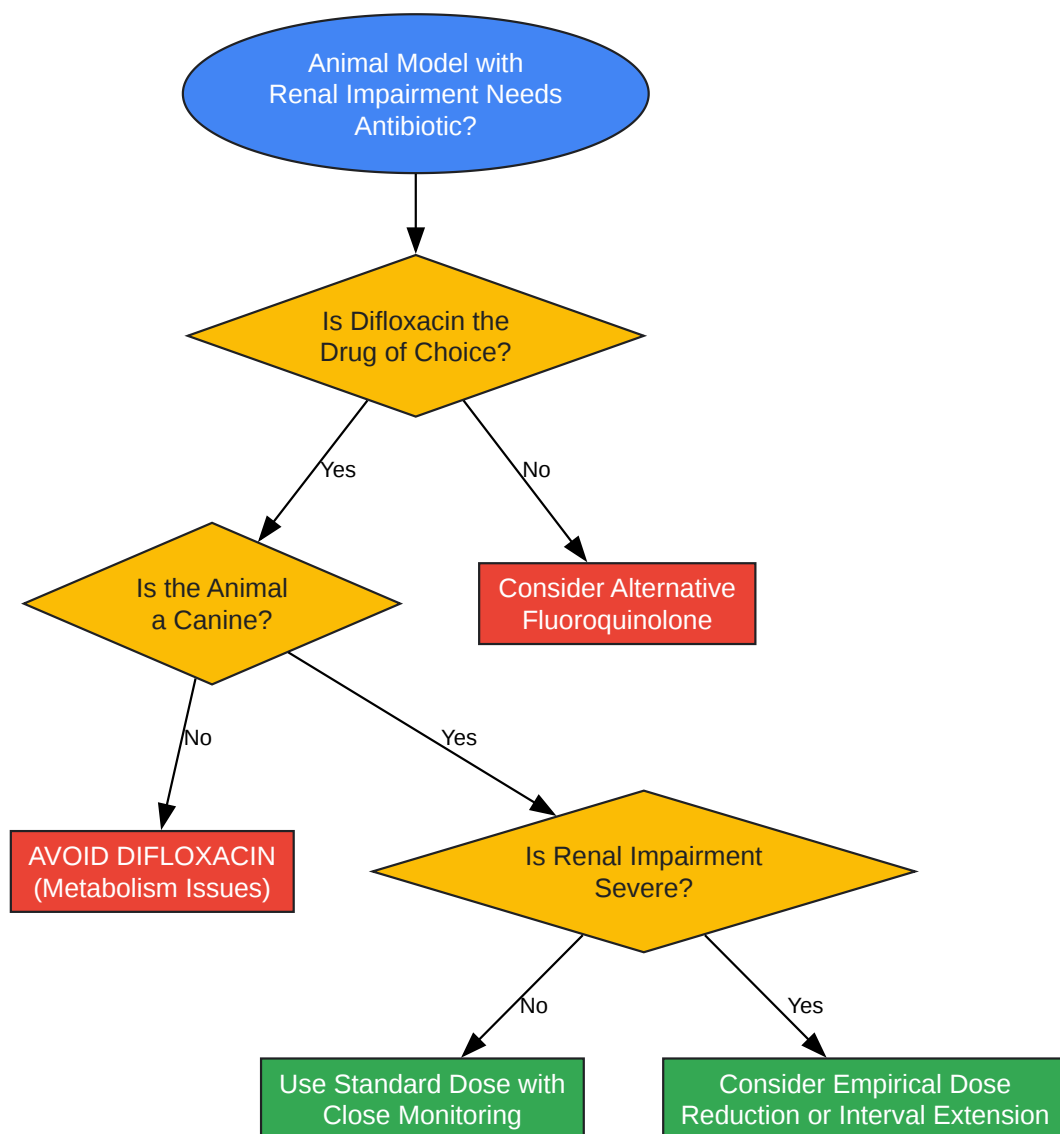 Animal Model with
Renal Impairment Needs
Antibiotic?
Is Difloxacin the
Drug of Choice?
Yes
No
Is the Animal
a Canine?
Consider Alternative
Fluoroquinolone
No
Yes
AVOID DIFLOXACIN
(Metabolism Issues)
Is Renal Impairment
Severe?
No
Yes
Use Standard Dose with
Close Monitoring
Consider Empirical Dose
Reduction or Interval Extension